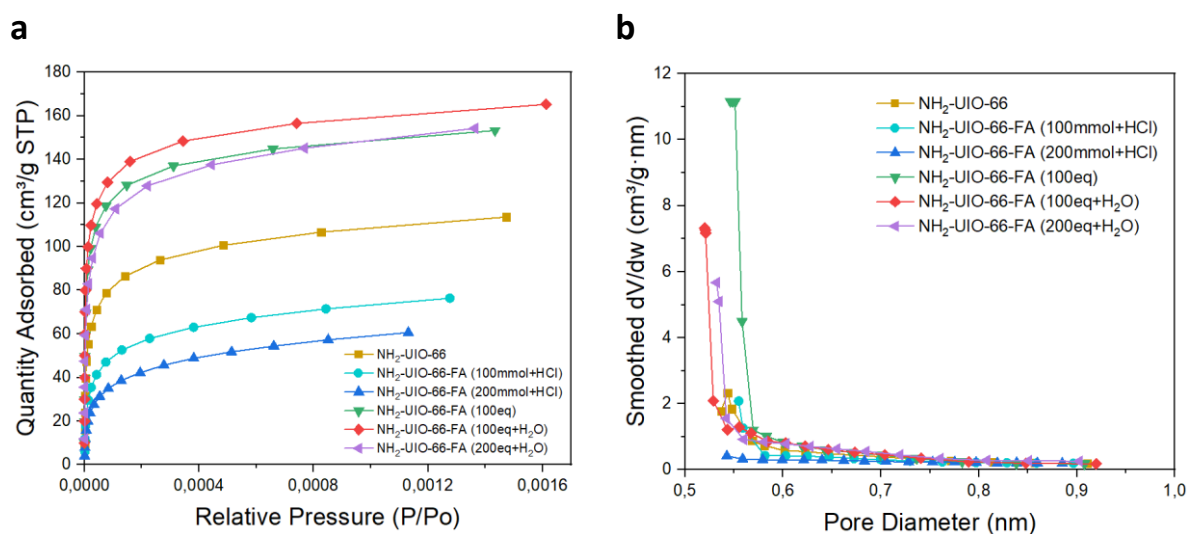 a
180
160
140
120
100
80
60
40
20
0
Quantity Adsorbed (cm³/g STP)
NH₂-UIO-66
NH₂-UIO-66-FA (100mmol+HCl)
NH₂-UIO-66-FA (200mmol+HCl)
NH₂-UIO-66-FA (100eq)
NH₂-UIO-66-FA (100eq+H₂O)
NH₂-UIO-66-FA (200eq+H₂O)
0,0000 0,0004 0,0008 0,0012 0,0016
Relative Pressure (P/Po)
b
12
10
8
6
4
2
0
Smoothed dV/dw (cm³/g·nm)
NH₂-UIO-66
NH₂-UIO-66-FA (100mmol+HCl)
NH₂-UIO-66-FA (200mmol+HCl)
NH₂-UIO-66-FA (100eq)
NH₂-UIO-66-FA (100eq+H₂O)
NH₂-UIO-66-FA (200eq+H₂O)
0,5 0,6 0,7 0,8 0,9 1,0
Pore Diameter (nm)